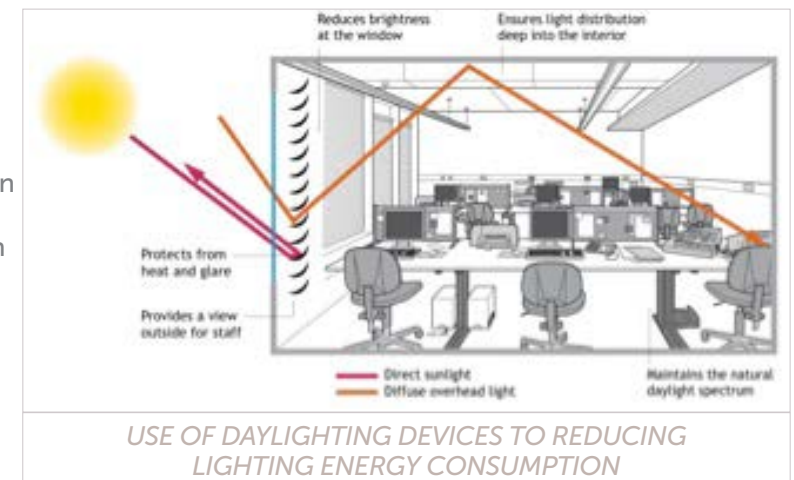 Reduces brightness
at the window
Ensures light distribution
deep into the interior
n
n
Protects from
heat and glare
Provides a view
outside for staff
Direct sunlight
Diffuse overhead light
Maintains the natural
daylight spectrum
USE OF DAYLIGHTING DEVICES TO REDUCING
LIGHTING ENERGY CONSUMPTION